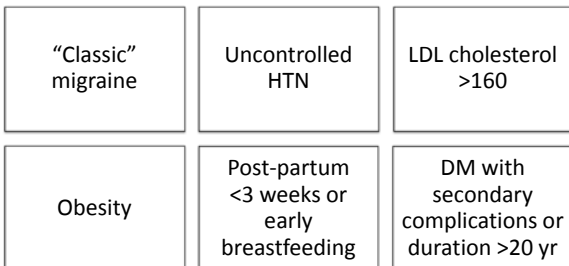 “Classic”
migraine
Uncontrolled
HTN
LDL cholesterol
>160
Obesity
Post-partum
<3 weeks or
early
breastfeeding
DM with
secondary
complications or
duration >20 yr